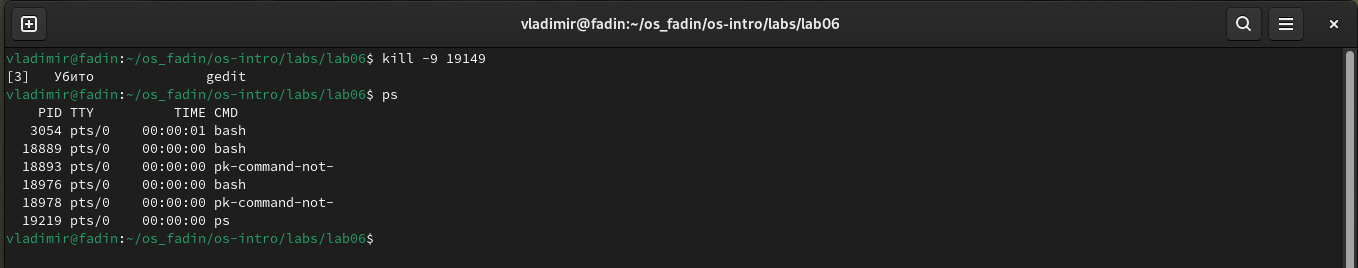 vladimir@fadin:~/os_fadin/os-intro/labs/lab06
vladimir@fadin:~/os_fadin/os-intro/labs/lab06$ kill -9 19149
[3]   Убито              gedit
vladimir@fadin:~/os_fadin/os-intro/labs/lab06$ ps
    PID TTY          TIME CMD
   3054 pts/0    00:00:01 bash
  18889 pts/0    00:00:00 bash
  18893 pts/0    00:00:00 pk-command-not-
  18976 pts/0    00:00:00 bash
  18978 pts/0    00:00:00 pk-command-not-
  19219 pts/0    00:00:00 ps
vladimir@fadin:~/os_fadin/os-intro/labs/lab06$